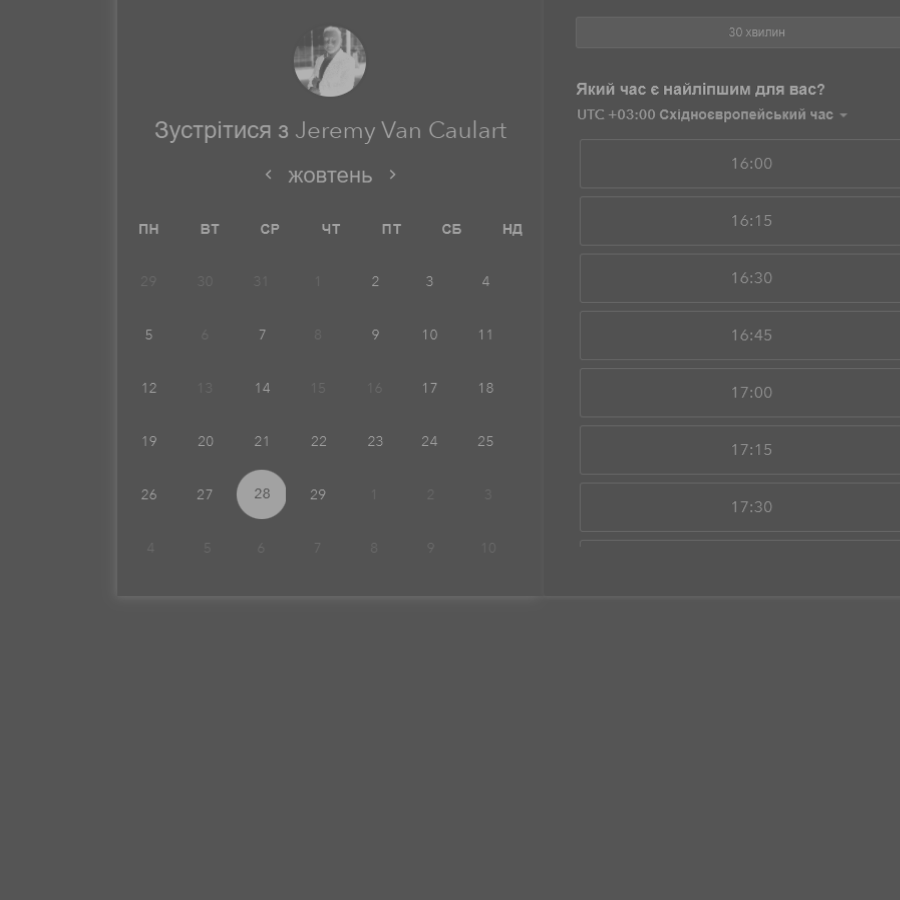 Зустрітися з Jeremy Van Caulart
жовтень
ПН ВТ СР ЧТ ПТ СБ НД
29 30 31 1 2 3 4
5 6 7 8 9 10 11
12 13 14 15 16 17 18
19 20 21 22 23 24 25
26 27 28 29 1 2 3
4 5 6 7 8 9 10
30 хвилин
Який час є найліпшим для вас?
UTC +03:00 Східноєвропейський час
16:00
16:15
16:30
16:45
17:00
17:15
17:30